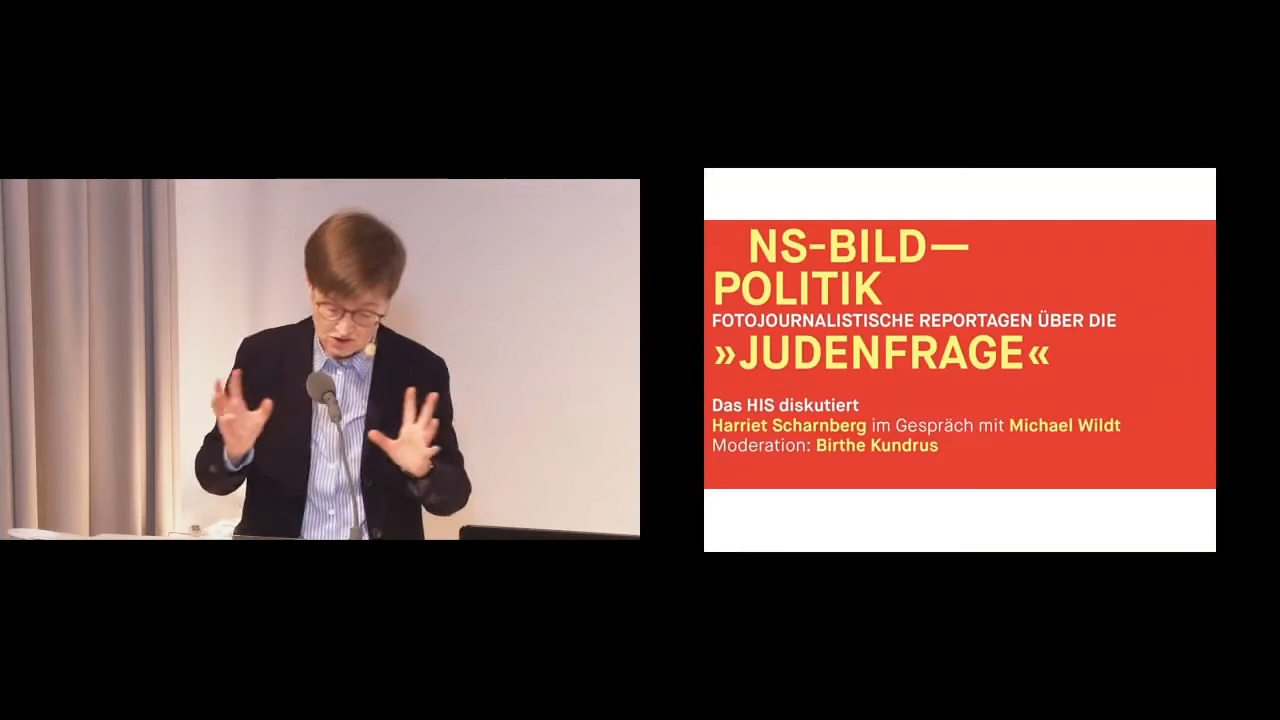 NS-BILD—
POLITIK
FOTOJOURNALISTISCHE REPORTAGEN ÜBER DIE
»JUDENFRAGE«
Das HIS diskutiert
Harriet Scharnberg im Gespräch mit Michael Wildt
Moderation: Birthe Kundrus